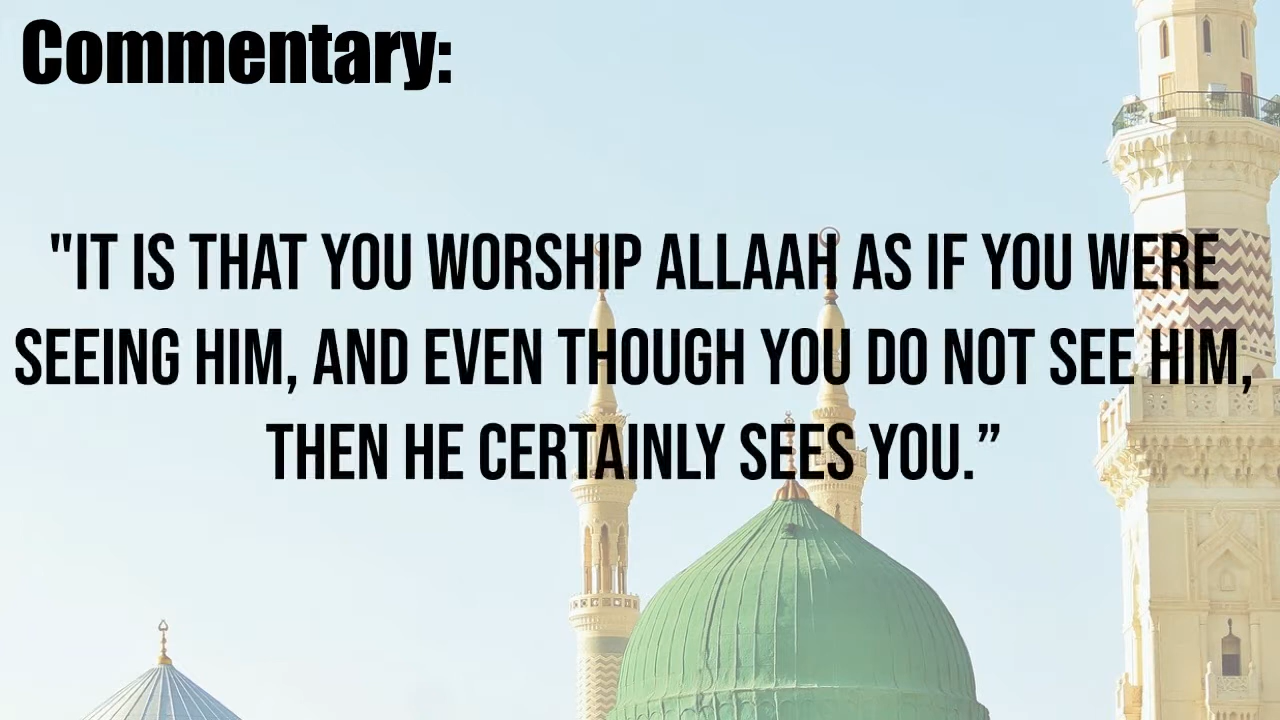 Commentary:
"IT IS THAT YOU WORSHIP ALLAAH AS IF YOU WERE
SEEING HIM, AND EVEN THOUGH YOU DO NOT SEE HIM,
THEN HE CERTAINLY SEES YOU.”